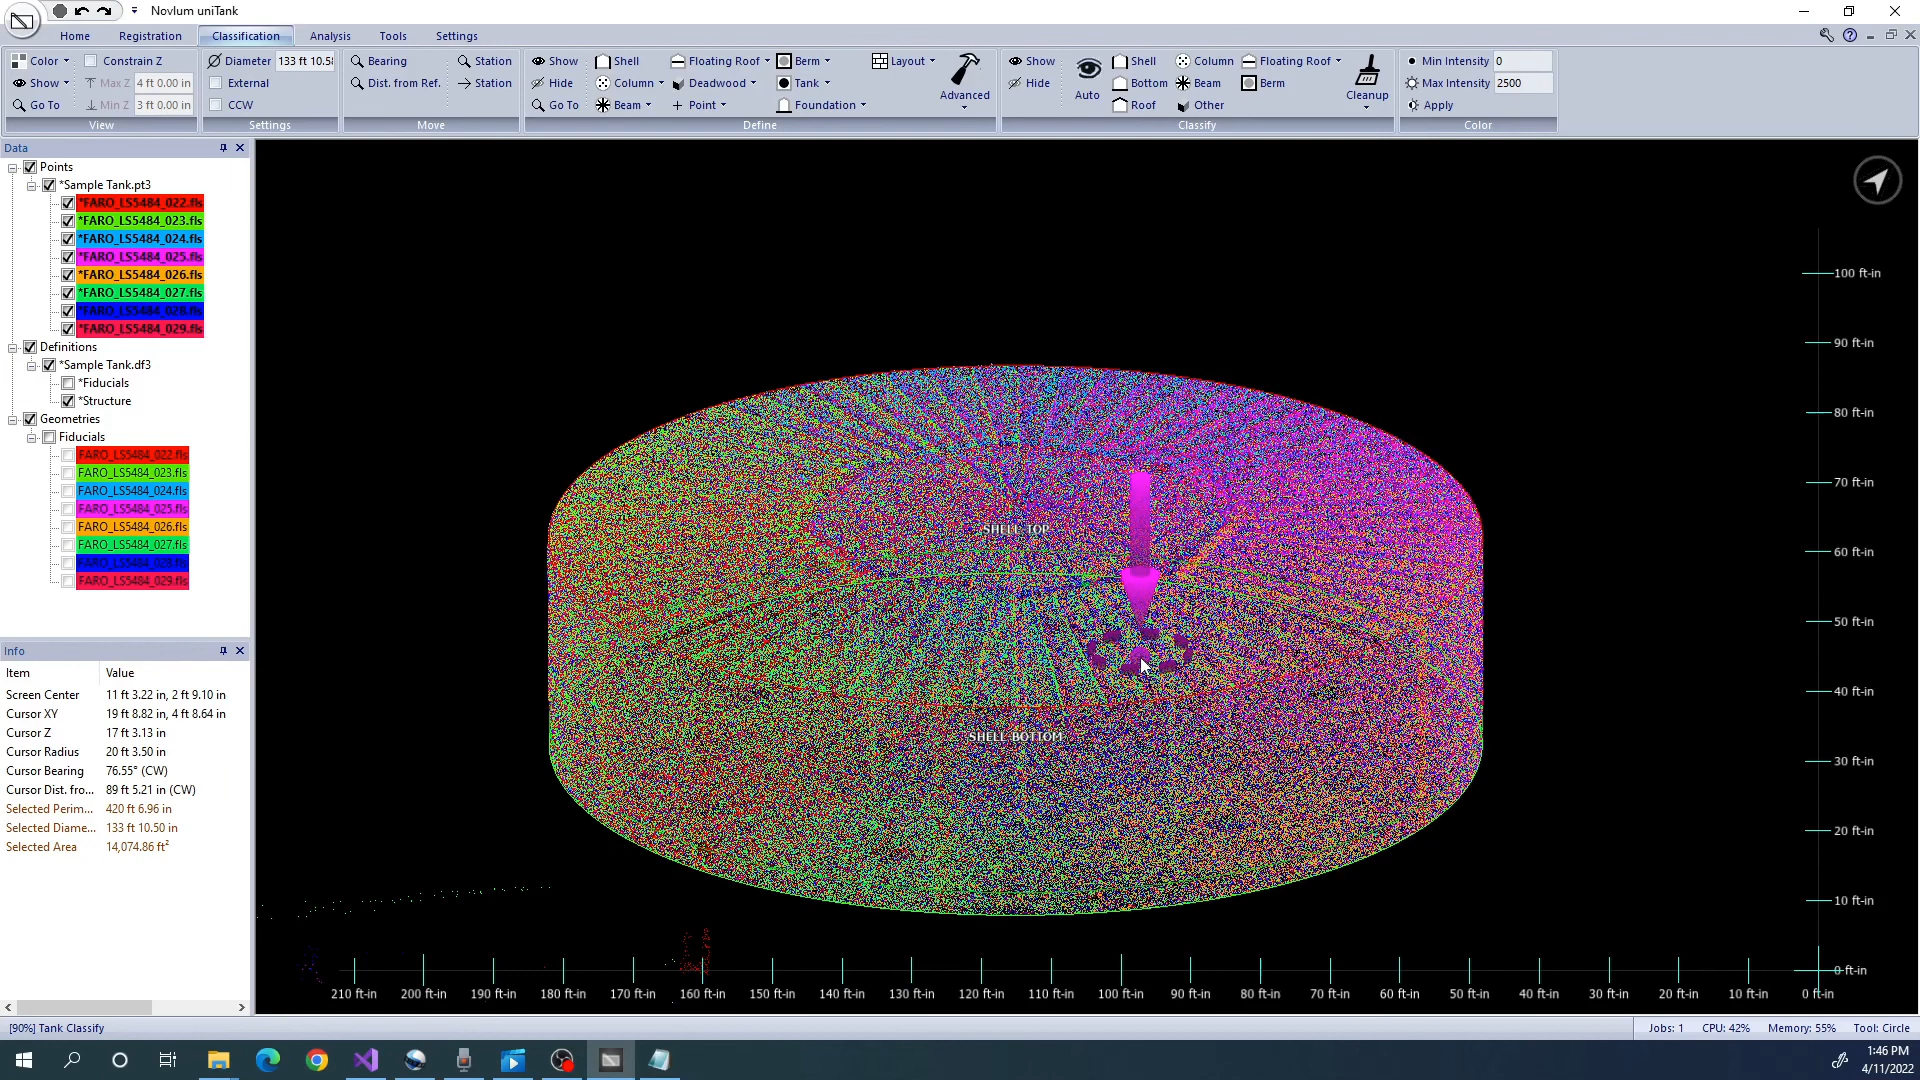 Novlum uniTank
Home Registration Classification Analysis Tools Settings
Color Constrain Z
Show Max Z 4 ft 0.00 in
Go To Min Z 3 ft 0.00 in
View
Diameter 133 ft 10.5
External
CCW
Settings
Bearing Station
Dist. from Ref. Station
Move
Show Shell Floating Roof Berm Layout
Hide Column Deadwood Tank
Go To Beam Point Foundation
Advanced
Define
Show Shell Column Floating Roof
Hide Bottom Beam Berm
Auto Roof Other
Cleanup
Classify
Min Intensity 0
Max Intensity 2500
Apply
Color
Data
Points
*Sample Tank.pt3
*FARO_LS5484_022.fls
*FARO_LS5484_023.fls
*FARO_LS5484_024.fls
*FARO_LS5484_025.fls
*FARO_LS5484_026.fls
*FARO_LS5484_027.fls
*FARO_LS5484_028.fls
*FARO_LS5484_029.fls
Definitions
*Sample Tank.df3
*Fiducials
*Structure
Geometries
Fiducials
FARO_LS5484_022.fls
FARO_LS5484_023.fls
FARO_LS5484_024.fls
FARO_LS5484_025.fls
FARO_LS5484_026.fls
FARO_LS5484_027.fls
FARO_LS5484_028.fls
FARO_LS5484_029.fls
Info
Item Value
Screen Center 11 ft 3.22 in, 2 ft 9.10 in
Cursor XY 19 ft 8.82 in, 4 ft 8.64 in
Cursor Z 17 ft 3.13 in
Cursor Radius 20 ft 3.50 in
Cursor Bearing 76.55° (CW)
Cursor Dist. fro... 89 ft 5.21 in (CW)
Selected Perim... 420 ft 6.96 in
Selected Diame... 133 ft 10.50 in
Selected Area 14,074.86 ft²
SHELL TOP
SHELL BOTTOM
100 ft-in
90 ft-in
80 ft-in
70 ft-in
60 ft-in
50 ft-in
40 ft-in
30 ft-in
20 ft-in
10 ft-in
0 ft-in
210 ft-in 200 ft-in 190 ft-in 180 ft-in 170 ft-in 160 ft-in 150 ft-in 140 ft-in 130 ft-in 120 ft-in 110 ft-in 100 ft-in 90 ft-in 80 ft-in 70 ft-in 60 ft-in 50 ft-in 40 ft-in 30 ft-in 20 ft-in 10 ft-in 0 ft-in
[90%] Tank Classify Jobs: 1 CPU: 42% Memory: 55% Tool: Circle
1:46 PM
4/11/2022